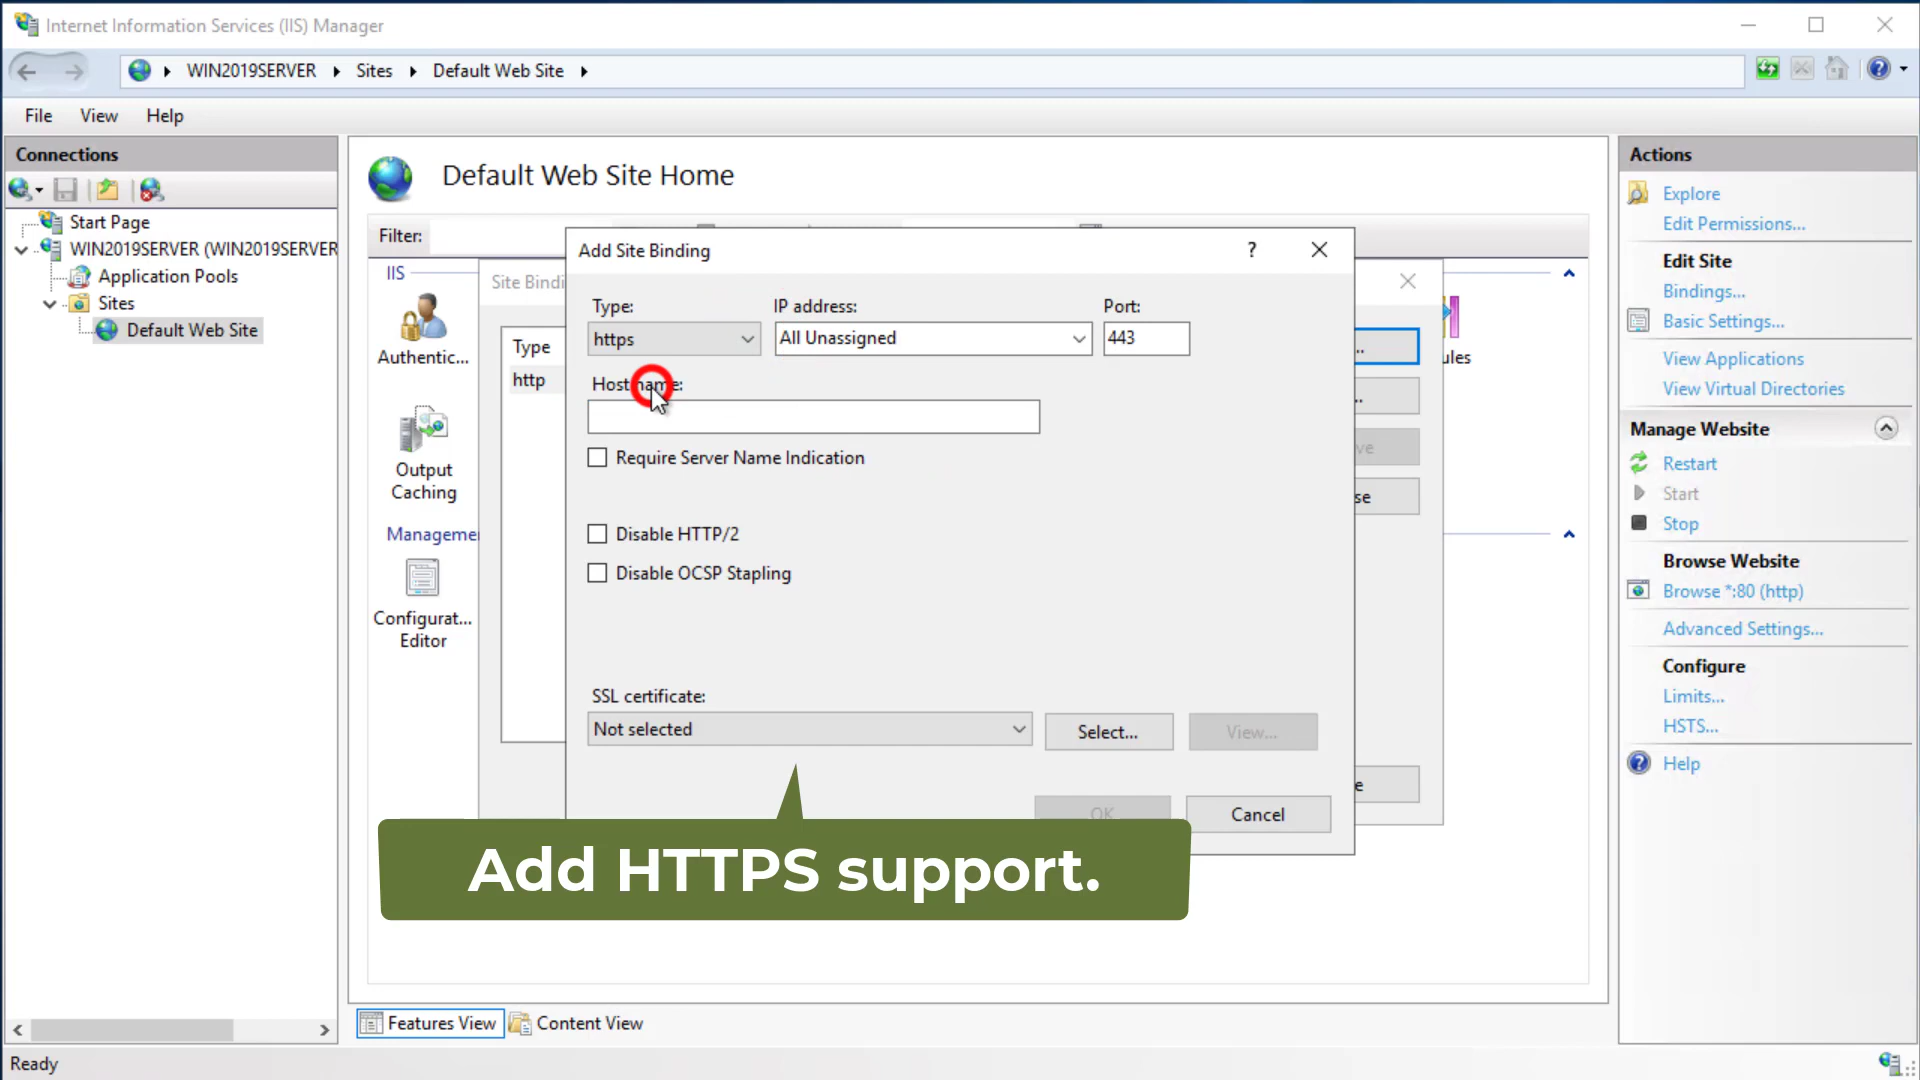 Internet Information Services (IIS) Manager
WIN2019SERVER
Sites
Default Web Site
File
View
Help
Connections
Start Page
WIN2019SERVER (WIN2019SERVER
Application Pools
Sites
Default Web Site
Default Web Site Home
Filter:
IIS
Authentic...
Output
Caching
Configurat...
Editor
Type
http
Add Site Binding
?
Type:
https
IP address:
All Unassigned
Port:
443
Host name:
Require Server Name Indication
Disable HTTP/2
Disable OCSP Stapling
SSL certificate:
Not selected
Select...
View...
OK
Cancel
Add HTTPS support.
Features View
Content View
Actions
Explore
Edit Permissions...
Edit Site
Bindings...
Basic Settings...
View Applications
View Virtual Directories
Manage Website
Restart
Start
Stop
Browse Website
Browse *:80 (http)
Advanced Settings...
Configure
Limits...
HSTS...
Help
Ready